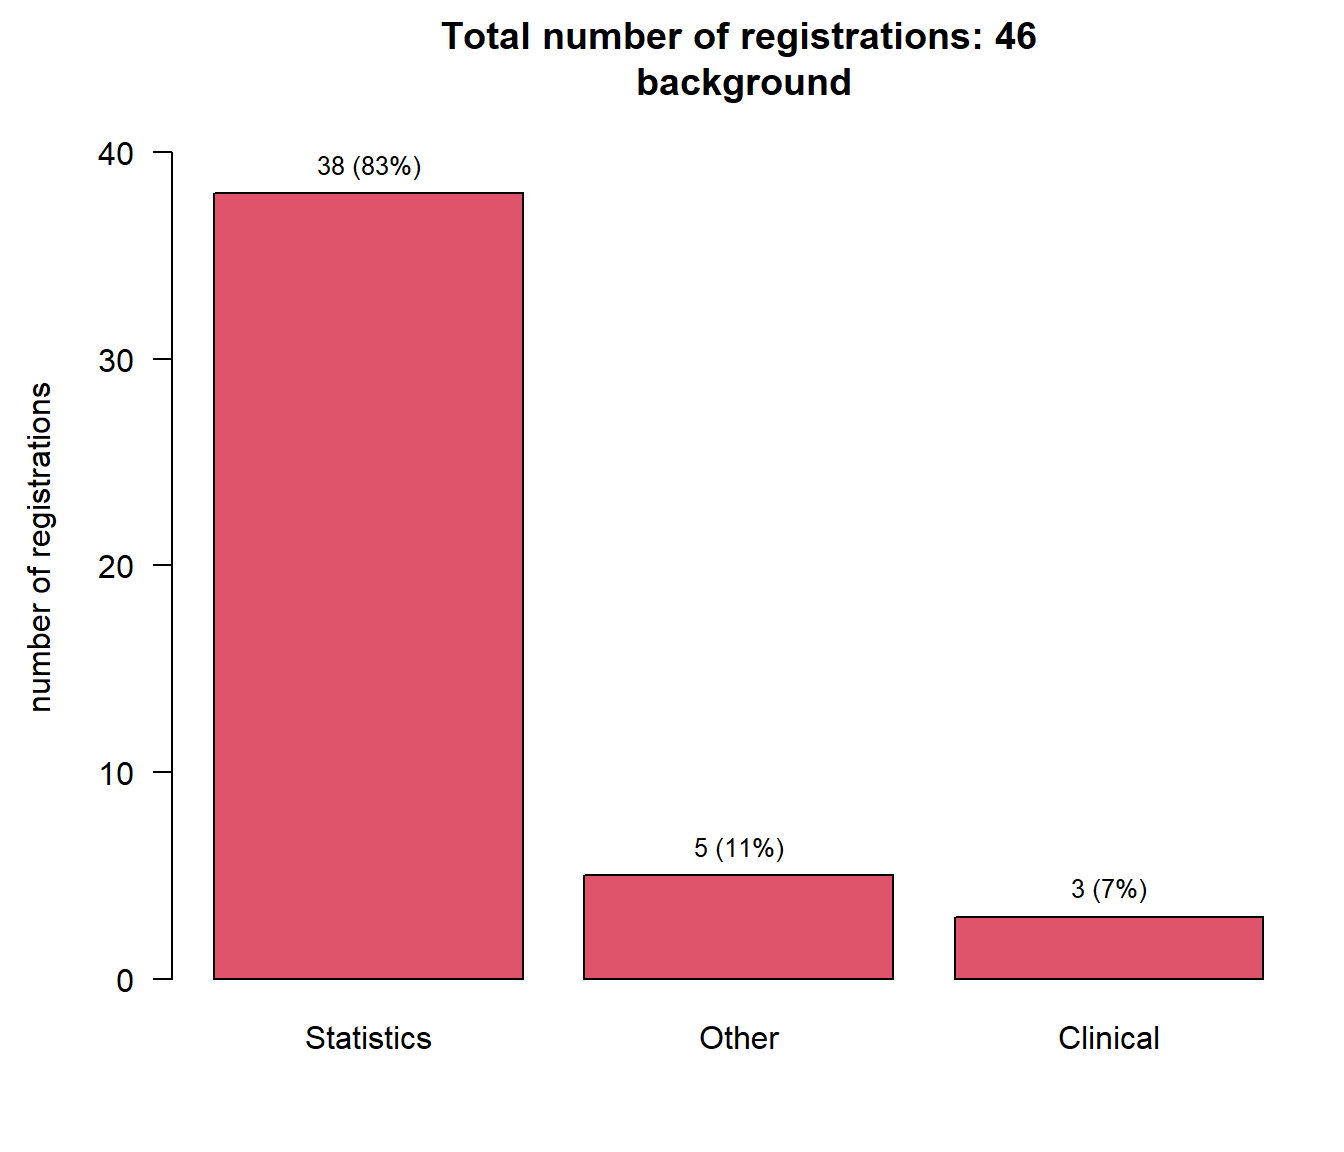 Total number of registrations: 46
background
number of registrations
40
30
20
10
0
38 (83%)
5 (11%)
3 (7%)
Statistics
Other
Clinical